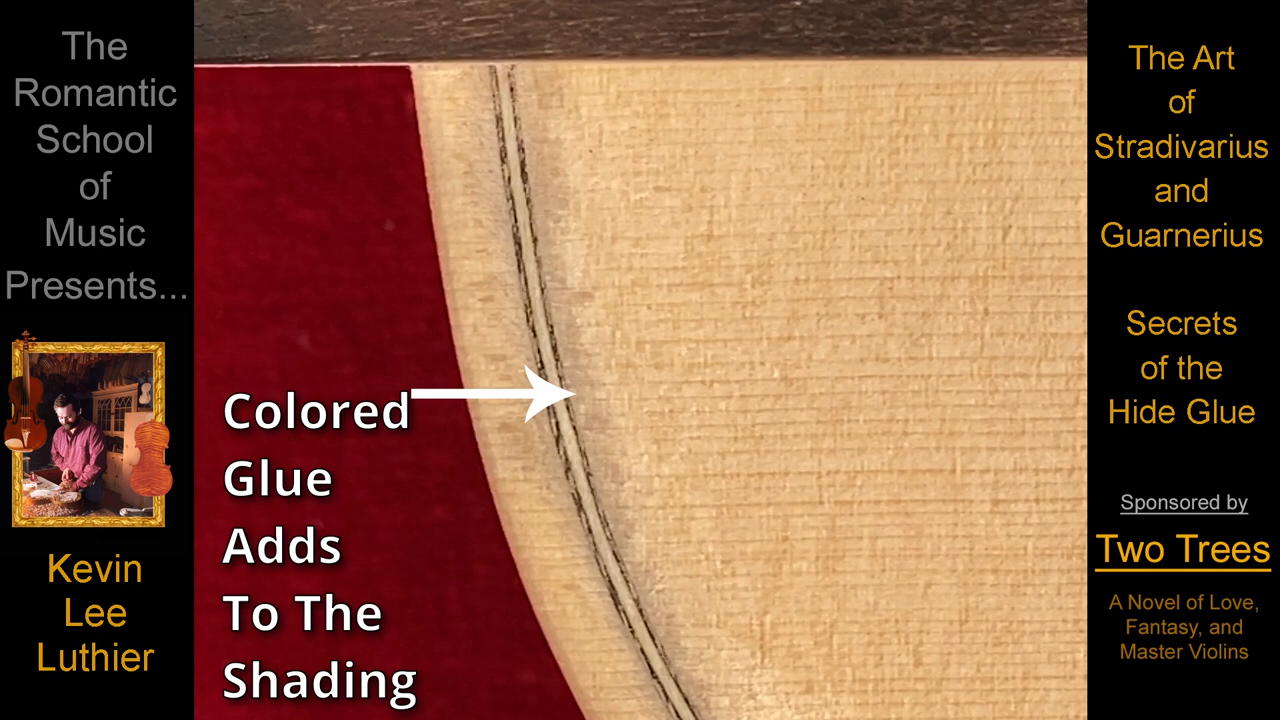 The
Romantic
School
of
Music
Presents...
Kevin
Lee
Luthier
Colored
Glue
Adds
To The
Shading
The Art
of
Stradivarius
and
Guarnerius
Secrets
of the
Hide Glue
Sponsored by
Two Trees
A Novel of Love,
Fantasy, and
Master Violins